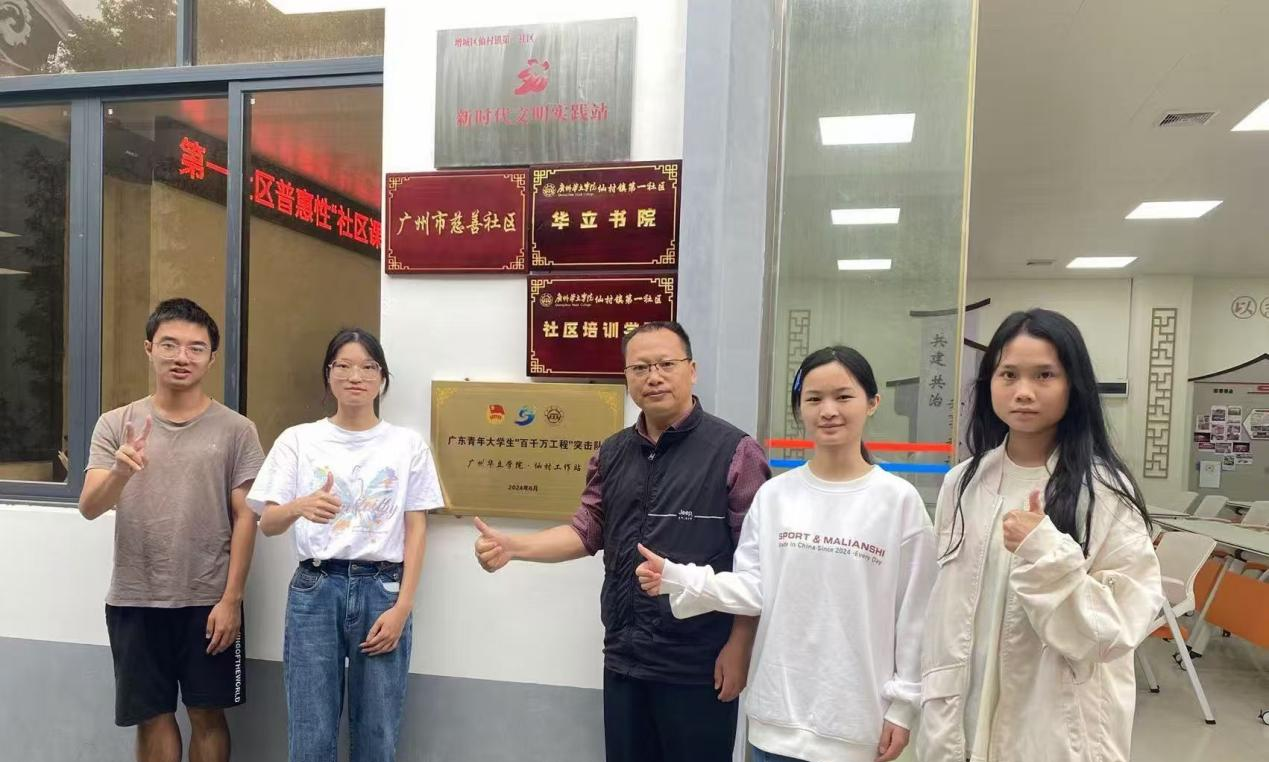 增城区仙村镇第一社区
新时代文明实践站
第一社区普惠性"社区课
广州市慈善社区
广州华立学院 仙村镇第一社区
华立书院
广州华立学院 仙村镇第一社区
社区培训学
广东青年大学生"百千万工程"突击队
广州华立学院·仙村工作站
2024年6月
共建共治
以
Jeep
SPORT & MALIANSHI
Made in China Since 2024 -Every Day
INGOFTHEWORLD